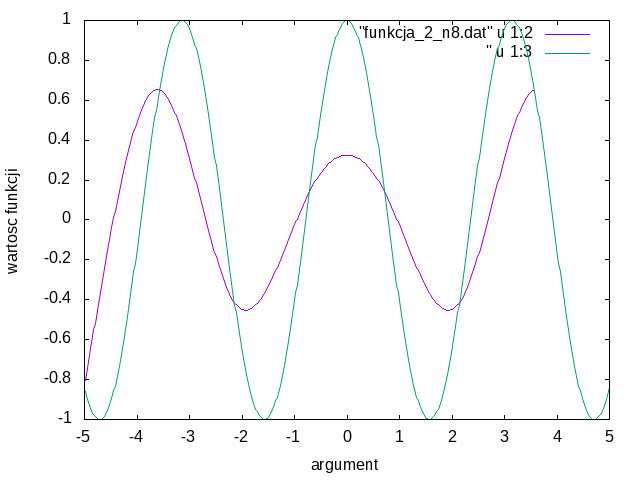 "funkcja_2_n8.dat" u 1:2
'' u 1:3
wartosc funkcji
1
0.8
0.6
0.4
0.2
0
-0.2
-0.4
-0.6
-0.8
-1
-5 -4 -3 -2 -1 0 1 2 3 4 5
argument